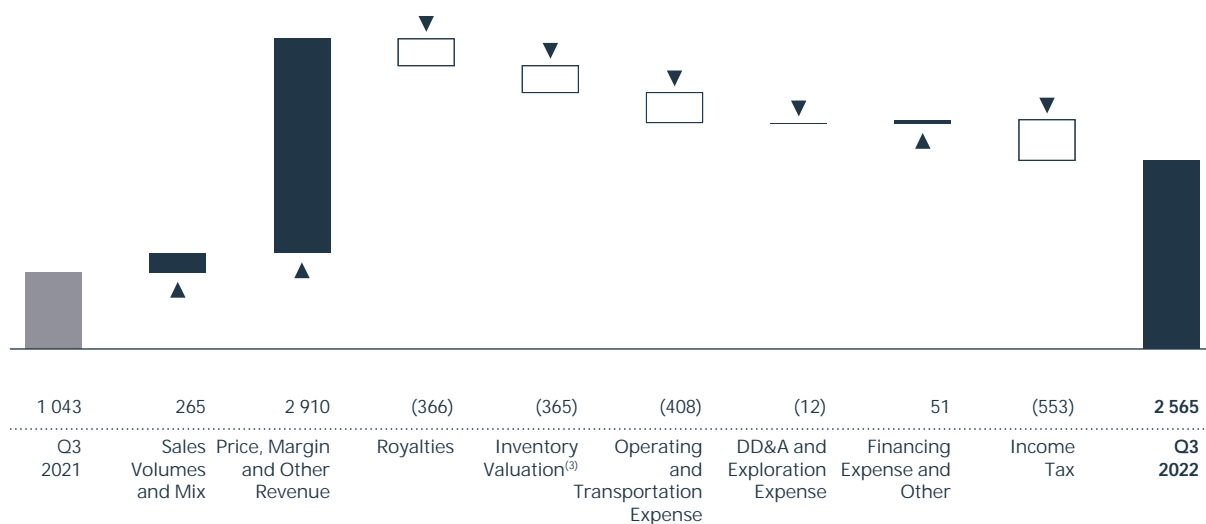 1 043 265 2 910 (366) (365) (408) (12) 51 (553) 2 565
Q3 Sales Price, Margin Royalties Inventory Operating DD&A and Financing Income Q3
2021 Volumes and Other Valuation(3) and Exploration Expense and Tax 2022
and Mix Revenue Transportation Expense Other
Expense